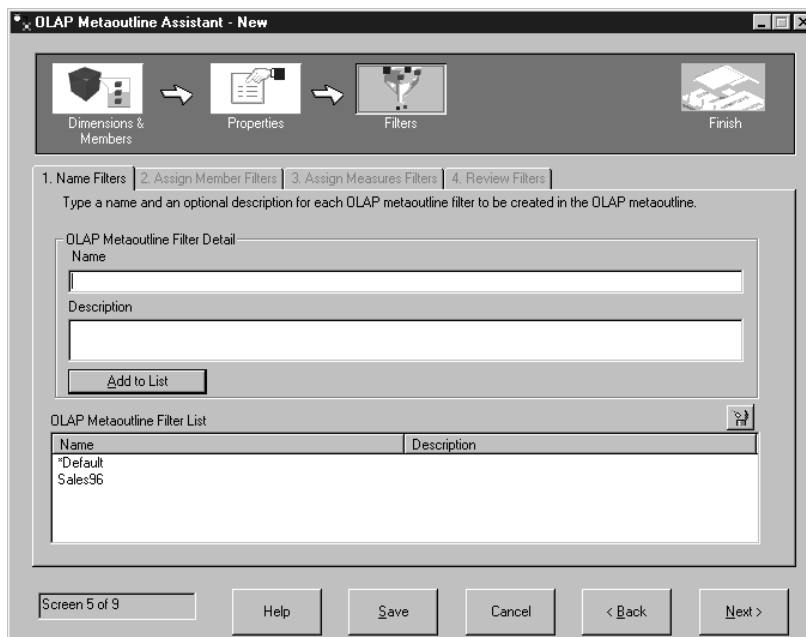 OLAP Metaoutline Assistant - New
Dimensions &
Members
Properties
Filters
Finish
1. Name Filters
2. Assign Member Filters
3. Assign Measures Filters
4. Review Filters
Type a name and an optional description for each OLAP metaoutline filter to be created in the OLAP metaoutline.
OLAP Metaoutline Filter Detail
Name
Description
Add to List
OLAP Metaoutline Filter List
Name
Description
*Default
Sales96
Screen 5 of 9
Help
Save
Cancel
< Back
Next >